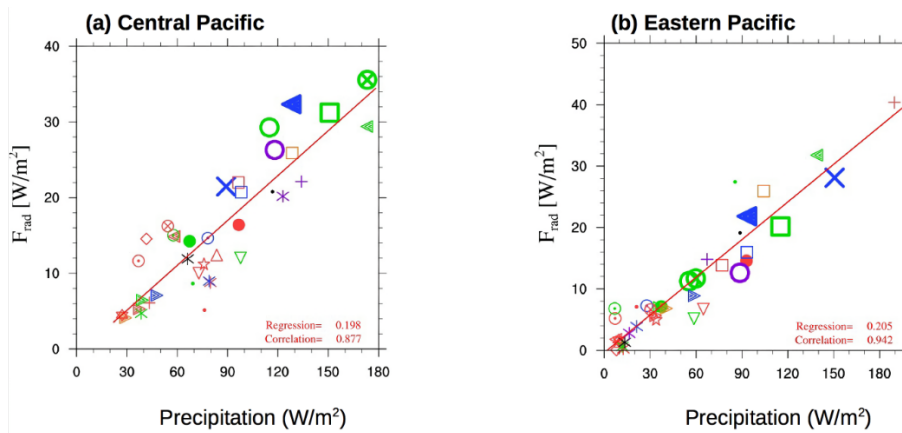 (a) Central Pacific
40
30
20
10
0
F_rad [W/m²]
0 30 60 90 120 150 180
Regression= 0.198
Correlation= 0.877
Precipitation (W/m²)
(b) Eastern Pacific
50
40
30
20
10
0
F_rad [W/m²]
0 30 60 90 120 150 180
Regression= 0.205
Correlation= 0.942
Precipitation (W/m²)